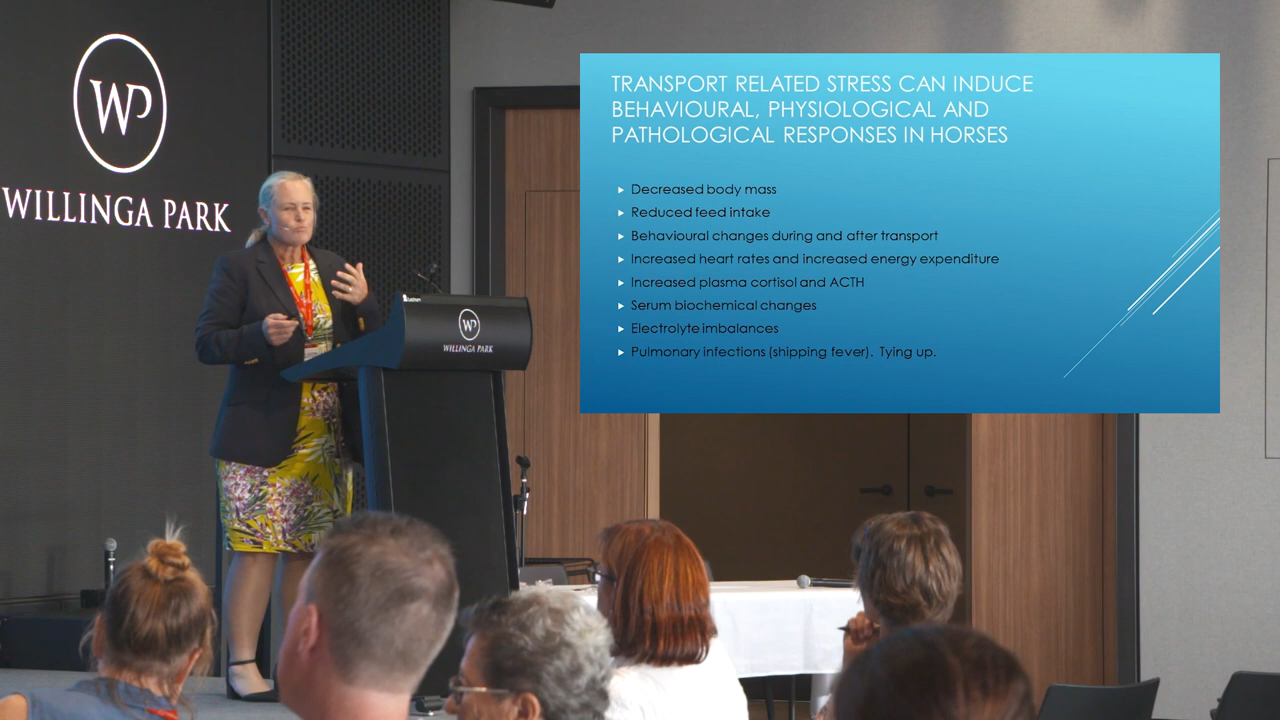 WP
WILLINGA PARK
TRANSPORT RELATED STRESS CAN INDUCE
BEHAVIOURAL, PHYSIOLOGICAL AND
PATHOLOGICAL RESPONSES IN HORSES
Decreased body mass
Reduced feed intake
Behavioural changes during and after transport
Increased heart rates and increased energy expenditure
Increased plasma cortisol and ACTH
Serum biochemical changes
Electrolyte imbalances
Pulmonary infections (shipping fever). Tying up.
WP
WILLINGA PARK